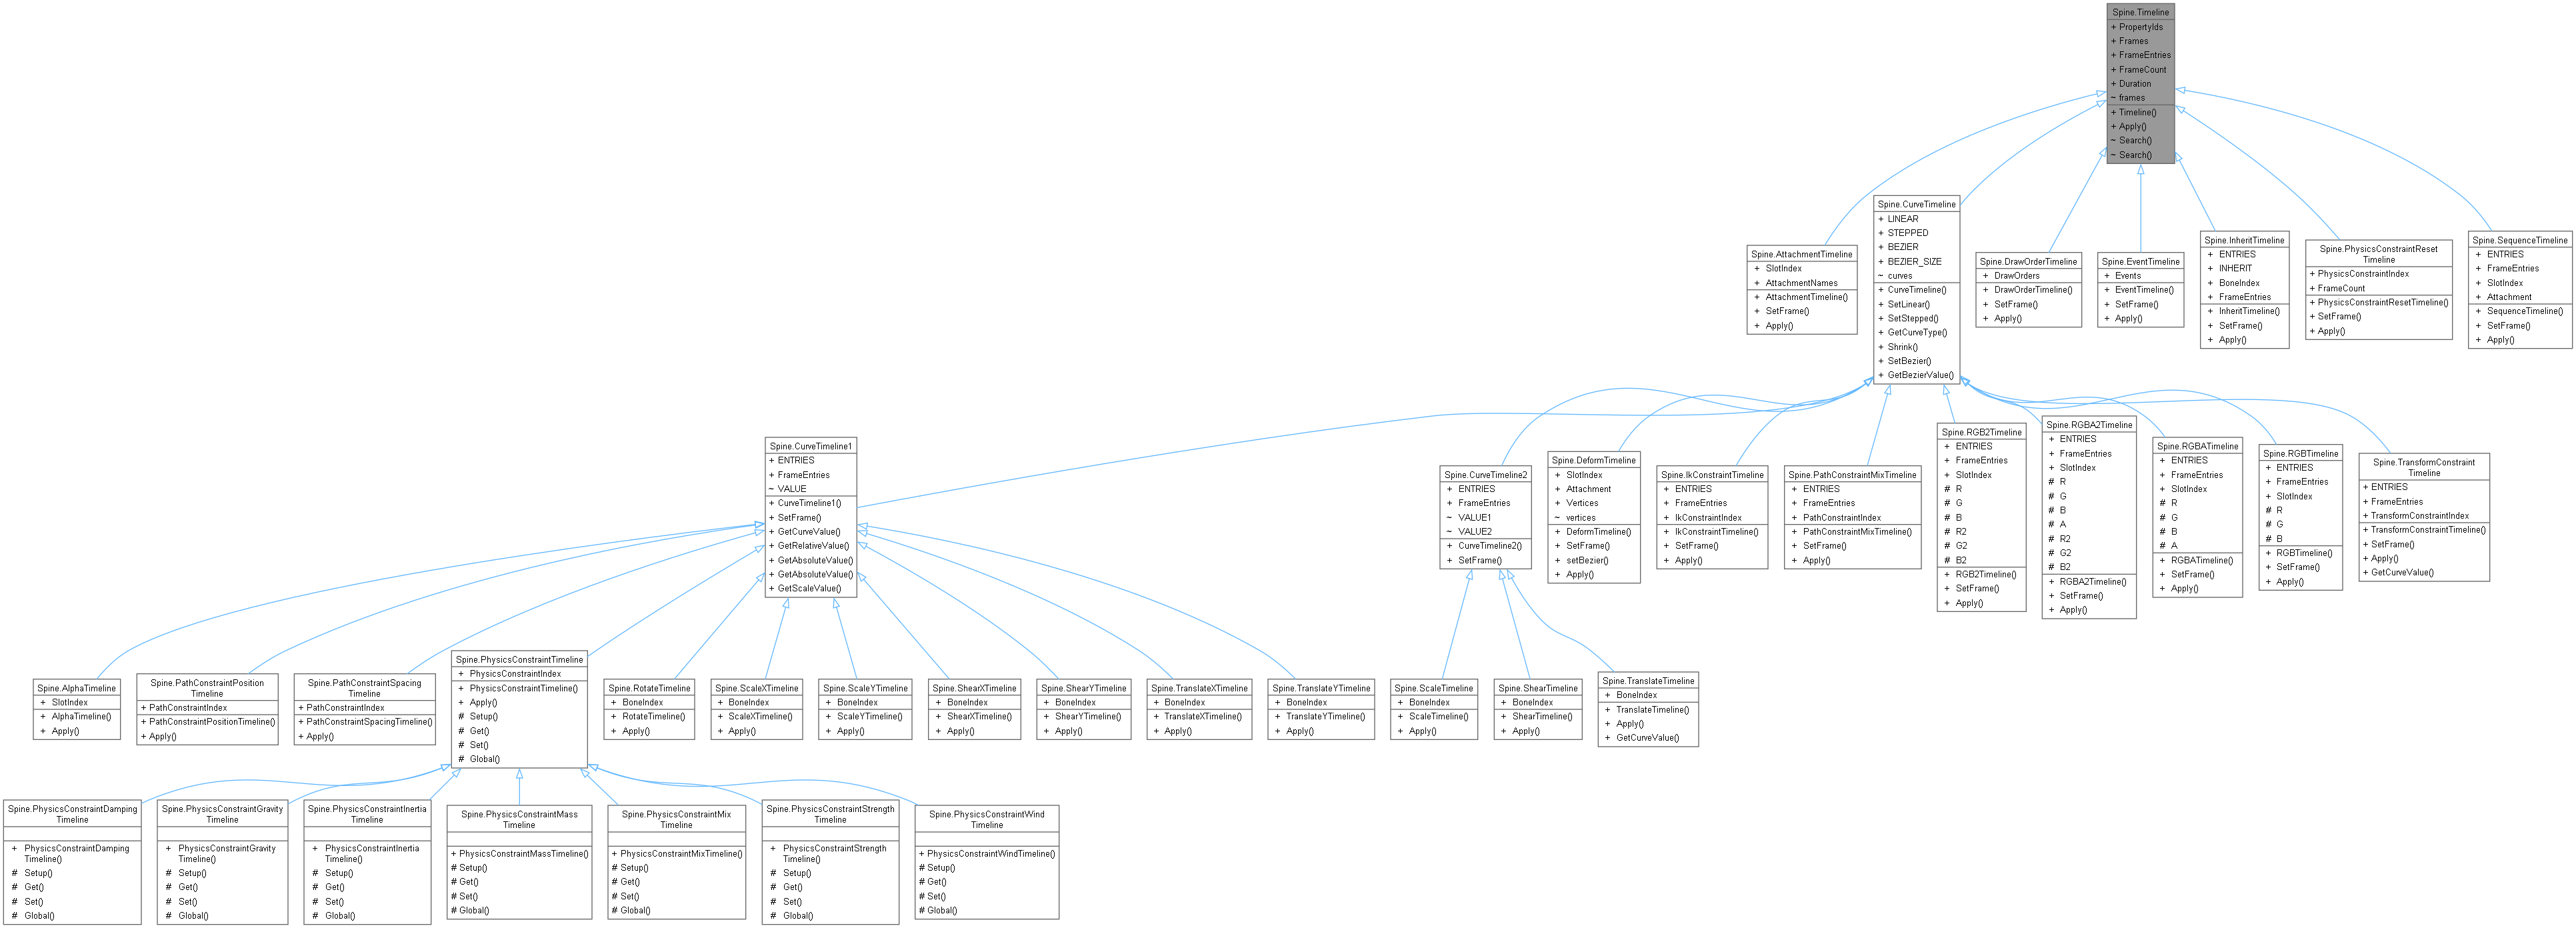 Spine.Timeline
+ PropertyIds
+ Frames
+ FrameEntries
+ FrameCount
+ Duration
~ frames
+ Timeline()
+ Apply()
~ Search()
~ Search()
Spine.AttachmentTimeline
+ SlotIndex
+ AttachmentNames
+ AttachmentTimeline()
+ SetFrame()
+ Apply()
Spine.CurveTimeline
+ LINEAR
+ STEPPED
+ BEZIER
+ BEZIER_SIZE
~ curves
+ CurveTimeline()
+ SetLinear()
+ SetStepped()
+ GetCurveType()
+ Shrink()
+ SetBezier()
+ GetBezierValue()
Spine.DrawOrderTimeline
+ DrawOrders
+ DrawOrderTimeline()
+ SetFrame()
+ Apply()
Spine.EventTimeline
+ Events
+ EventTimeline()
+ SetFrame()
+ Apply()
Spine.InheritTimeline
+ ENTRIES
+ INHERIT
+ BoneIndex
+ FrameEntries
+ InheritTimeline()
+ SetFrame()
+ Apply()
Spine.PhysicsConstraintReset
Timeline
+ PhysicsConstraintIndex
+ FrameCount
+ PhysicsConstraintResetTimeline()
+ SetFrame()
+ Apply()
Spine.SequenceTimeline
+ ENTRIES
+ FrameEntries
+ SlotIndex
+ Attachment
+ SequenceTimeline()
+ SetFrame()
+ Apply()
Spine.CurveTimeline1
+ ENTRIES
+ FrameEntries
~ VALUE
+ CurveTimeline1()
+ SetFrame()
+ GetCurveValue()
+ GetRelativeValue()
+ GetAbsoluteValue()
+ GetAbsoluteValue()
+ GetScaleValue()
Spine.CurveTimeline2
+ ENTRIES
+ FrameEntries
~ VALUE1
~ VALUE2
+ CurveTimeline2()
+ SetFrame()
Spine.DeformTimeline
+ SlotIndex
+ Attachment
+ Vertices
~ vertices
+ DeformTimeline()
+ SetFrame()
+ setBezier()
+ Apply()
Spine.IkConstraintTimeline
+ ENTRIES
+ FrameEntries
+ IkConstraintIndex
+ IkConstraintTimeline()
+ SetFrame()
+ Apply()
Spine.PathConstraintMixTimeline
+ ENTRIES
+ FrameEntries
+ PathConstraintIndex
+ PathConstraintMixTimeline()
+ SetFrame()
+ Apply()
Spine.RGB2Timeline
+ ENTRIES
+ FrameEntries
+ SlotIndex
# R
# G
# B
# R2
# G2
# B2
+ RGB2Timeline()
+ SetFrame()
+ Apply()
Spine.RGBA2Timeline
+ ENTRIES
+ FrameEntries
+ SlotIndex
# R
# G
# B
# A
# R2
# G2
# B2
+ RGBA2Timeline()
+ SetFrame()
+ Apply()
Spine.RGBATimeline
+ ENTRIES
+ FrameEntries
+ SlotIndex
# R
# G
# B
# A
+ RGBATimeline()
+ SetFrame()
+ Apply()
Spine.RGBTimeline
+ ENTRIES
+ FrameEntries
+ SlotIndex
# R
# G
# B
+ RGBTimeline()
+ SetFrame()
+ Apply()
Spine.TransformConstraint
Timeline
+ ENTRIES
+ FrameEntries
+ TransformConstraintIndex
+ TransformConstraintTimeline()
+ SetFrame()
+ Apply()
+ GetCurveValue()
Spine.AlphaTimeline
+ SlotIndex
+ AlphaTimeline()
+ Apply()
Spine.PathConstraintPosition
Timeline
+ PathConstraintIndex
+ PathConstraintPositionTimeline()
+ Apply()
Spine.PathConstraintSpacing
Timeline
+ PathConstraintIndex
+ PathConstraintSpacingTimeline()
+ Apply()
Spine.PhysicsConstraintTimeline
+ PhysicsConstraintIndex
+ PhysicsConstraintTimeline()
+ Apply()
# Setup()
# Get()
# Set()
# Global()
Spine.RotateTimeline
+ BoneIndex
+ RotateTimeline()
+ Apply()
Spine.ScaleXTimeline
+ BoneIndex
+ ScaleXTimeline()
+ Apply()
Spine.ScaleYTimeline
+ BoneIndex
+ ScaleYTimeline()
+ Apply()
Spine.ShearXTimeline
+ BoneIndex
+ ShearXTimeline()
+ Apply()
Spine.ShearYTimeline
+ BoneIndex
+ ShearYTimeline()
+ Apply()
Spine.TranslateXTimeline
+ BoneIndex
+ TranslateXTimeline()
+ Apply()
Spine.TranslateYTimeline
+ BoneIndex
+ TranslateYTimeline()
+ Apply()
Spine.ScaleTimeline
+ BoneIndex
+ ScaleTimeline()
+ Apply()
Spine.ShearTimeline
+ BoneIndex
+ ShearTimeline()
+ Apply()
Spine.TranslateTimeline
+ BoneIndex
+ TranslateTimeline()
+ Apply()
+ GetCurveValue()
Spine.PhysicsConstraintDamping
Timeline
+ PhysicsConstraintDamping
Timeline()
# Setup()
# Get()
# Set()
# Global()
Spine.PhysicsConstraintGravity
Timeline
+ PhysicsConstraintGravity
Timeline()
# Setup()
# Get()
# Set()
# Global()
Spine.PhysicsConstraintInertia
Timeline
+ PhysicsConstraintInertia
Timeline()
# Setup()
# Get()
# Set()
# Global()
Spine.PhysicsConstraintMass
Timeline
+ PhysicsConstraintMassTimeline()
# Setup()
# Get()
# Set()
# Global()
Spine.PhysicsConstraintMix
Timeline
+ PhysicsConstraintMixTimeline()
# Setup()
# Get()
# Set()
# Global()
Spine.PhysicsConstraintStrength
Timeline
+ PhysicsConstraintStrength
Timeline()
# Setup()
# Get()
# Set()
# Global()
Spine.PhysicsConstraintWind
Timeline
+ PhysicsConstraintWindTimeline()
# Setup()
# Get()
# Set()
# Global()